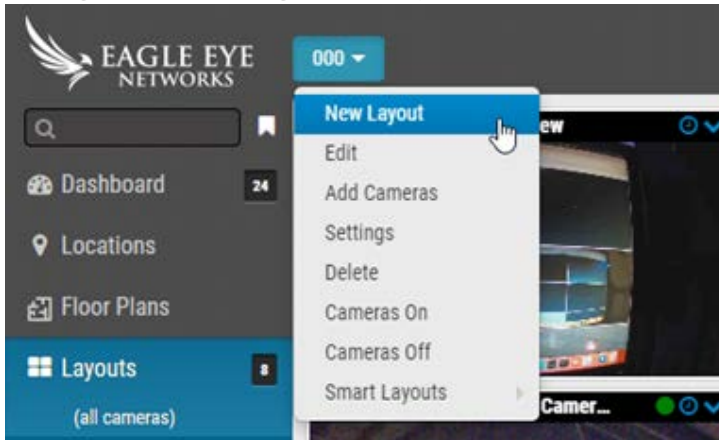 EAGLE EYE
NETWORKS
000
New Layout
ew
Edit
Dashboard
24
Add Cameras
Locations
Settings
Delete
Floor Plans
Cameras On
Cameras Off
Layouts
8
Smart Layouts
(all cameras)
Camer...